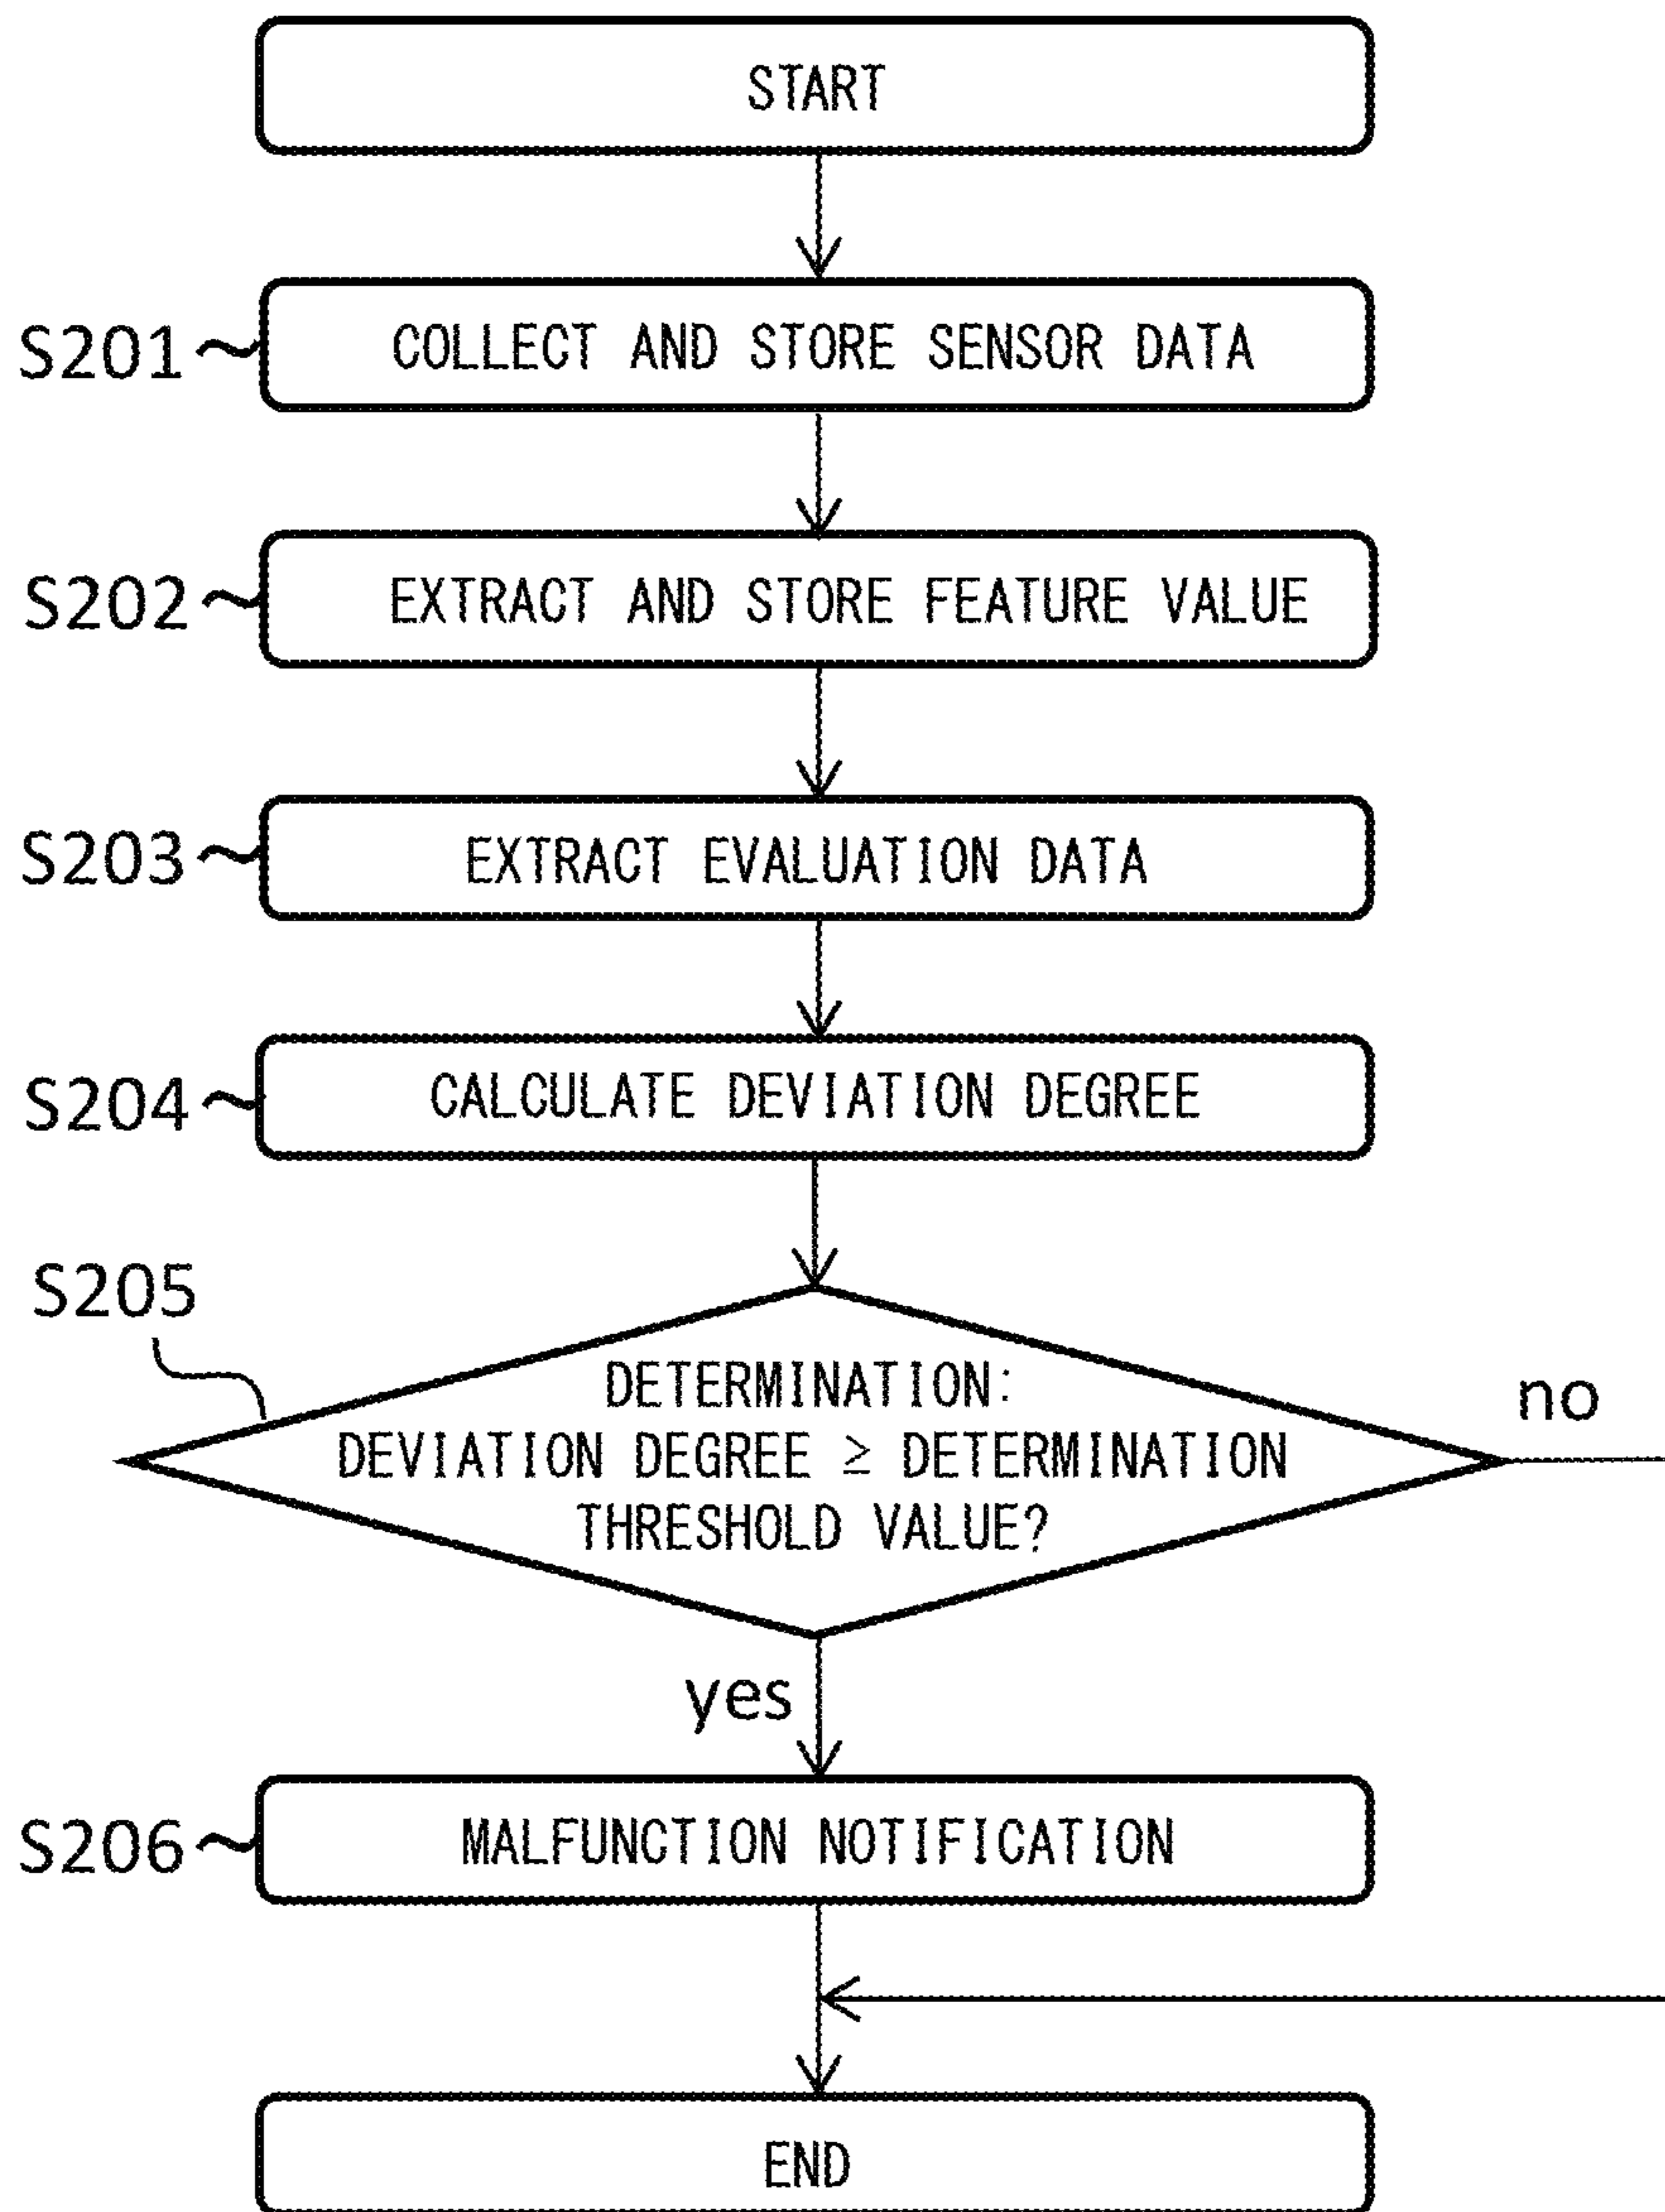 START
S201 COLLECT AND STORE SENSOR DATA
S202 EXTRACT AND STORE FEATURE VALUE
S203 EXTRACT EVALUATION DATA
S204 CALCULATE DEVIATION DEGREE
S205
DETERMINATION:
DEVIATION DEGREE ≥ DETERMINATION
THRESHOLD VALUE?
no
yes
S206 MALFUNCTION NOTIFICATION
END